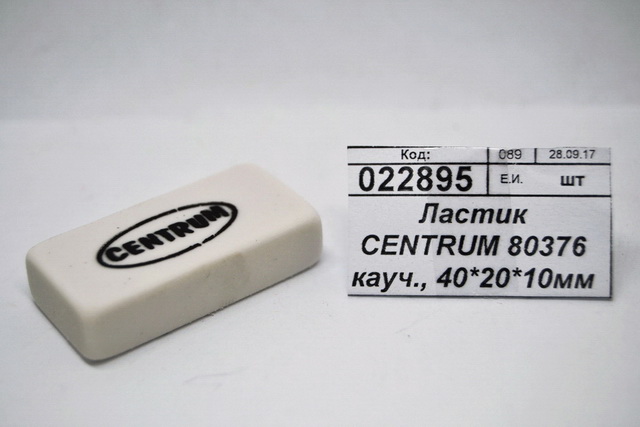 CENTRUM
Код: 089 28.09.17
022895 Е.И. шт
Ластик
CENTRUM 80376
кауч., 40*20*10мм